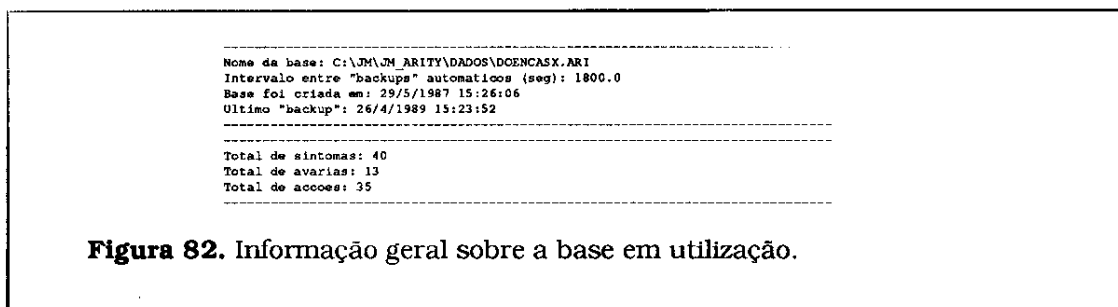 Nome da base: C:\JM\JM_ARITY\DADOS\DOENCASX.ARI
Intervalo entre "backups" automaticos (seg): 1800.0
Base foi criada em: 29/5/1987 15:26:06
Ultimo "backup": 26/4/1989 15:23:52
Total de sintomas: 40
Total de avarias: 13
Total de accoes: 35
Figura 82. Informação geral sobre a base em utilização.